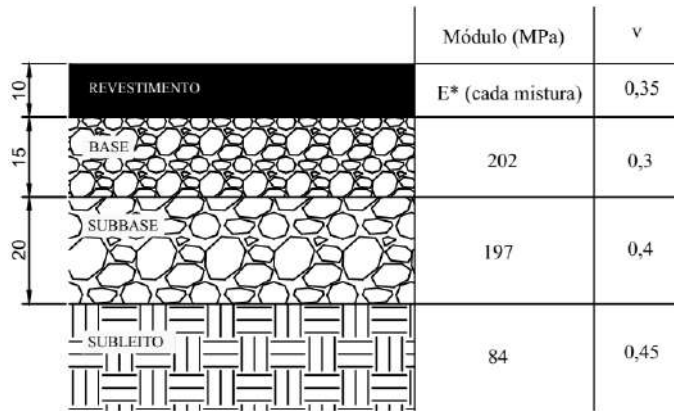 Módulo (MPa) ν
10 REVESTIMENTO E* (cada mistura) 0,35
15 BASE 202 0,3
20 SUBBASE 197 0,4
SUBLEITO 84 0,45